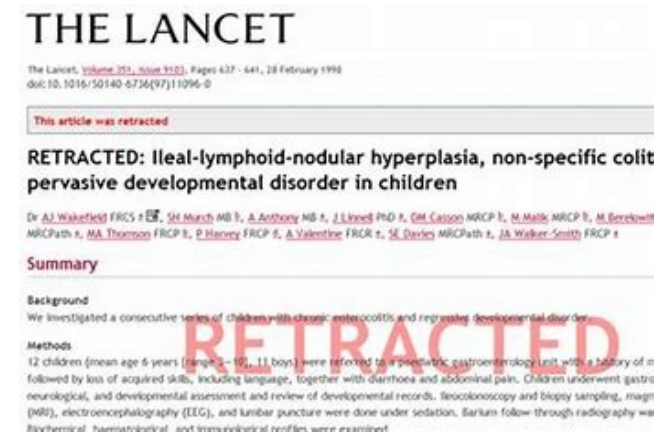 THE LANCET
The Lancet, Volume 351, Issue 9103, Pages 637 - 641, 28 February 1998
doi:10.1016/S0140-6736(97)11096-0
This article was retracted
RETRACTED: Ileal-lymphoid-nodular hyperplasia, non-specific colit
pervasive developmental disorder in children
Dr AJ Wakefield FRCS, SH Murch MB, A Anthony MB, J Linnell PhD, DM Casson MRCP, M Malik MRCP, M Berelowit
MRCPath, MA Thomson FRCP, P Harvey FRCP, A Valentine FRCR, SE Davies MRCPath, JA Walker-Smith FRCP
Summary
Background
We investigated a consecutive series of children with chronic enterocolitis and regressive developmental disorder.
RETRACTED
Methods
12 children (mean age 6 years [range 3–10], 11 boys) were referred to a paediatric gastroenterology unit with a history of
followed by loss of acquired skills, including language, together with diarrhoea and abdominal pain. Children underwent gastro
neurological, and developmental assessment and review of developmental records. Ileocolonoscopy and biopsy sampling, magn
(MRI), electroencephalography (EEG), and lumbar puncture were done under sedation. Barium follow-through radiography wa
Biochemical, haematological, and immunological profiles were examined